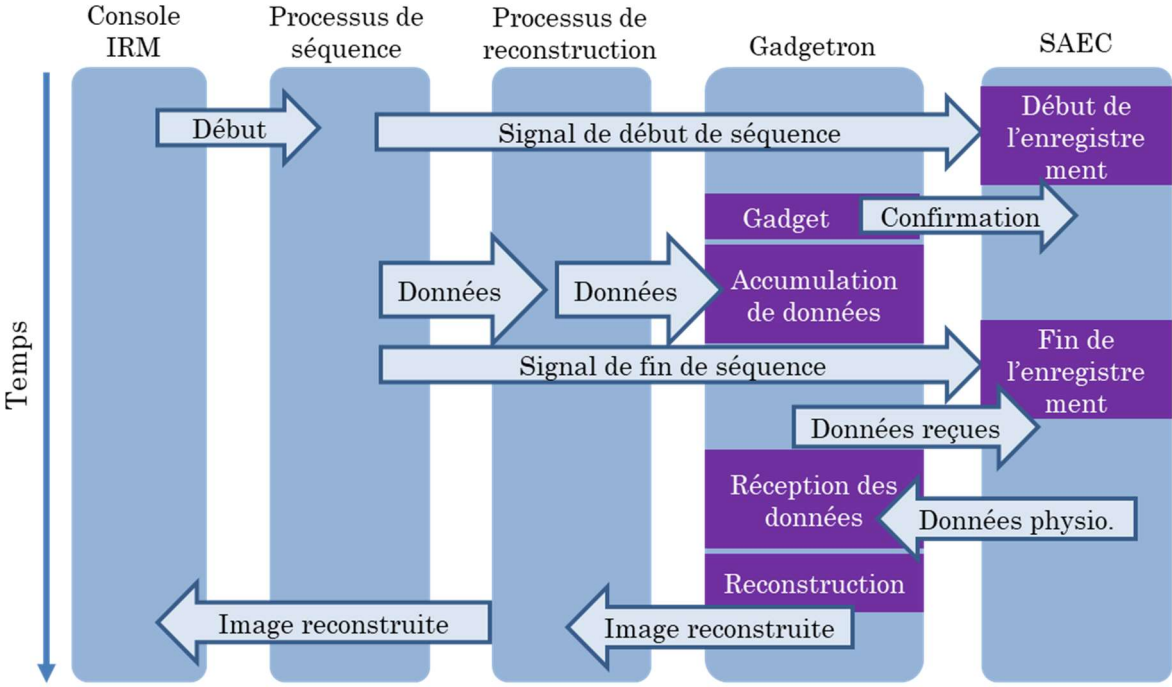 Console
IRM
Processus de
séquence
Processus de
reconstruction
Gadgetron
SAEC
Temps
Début
Signal de début de séquence
Début de
l'enregistre
ment
Gadget
Confirmation
Données
Données
Accumulation
de données
Signal de fin de séquence
Fin de
l'enregistre
ment
Données reçues
Réception des
données
Données physio.
Reconstruction
Image reconstruite
Image reconstruite